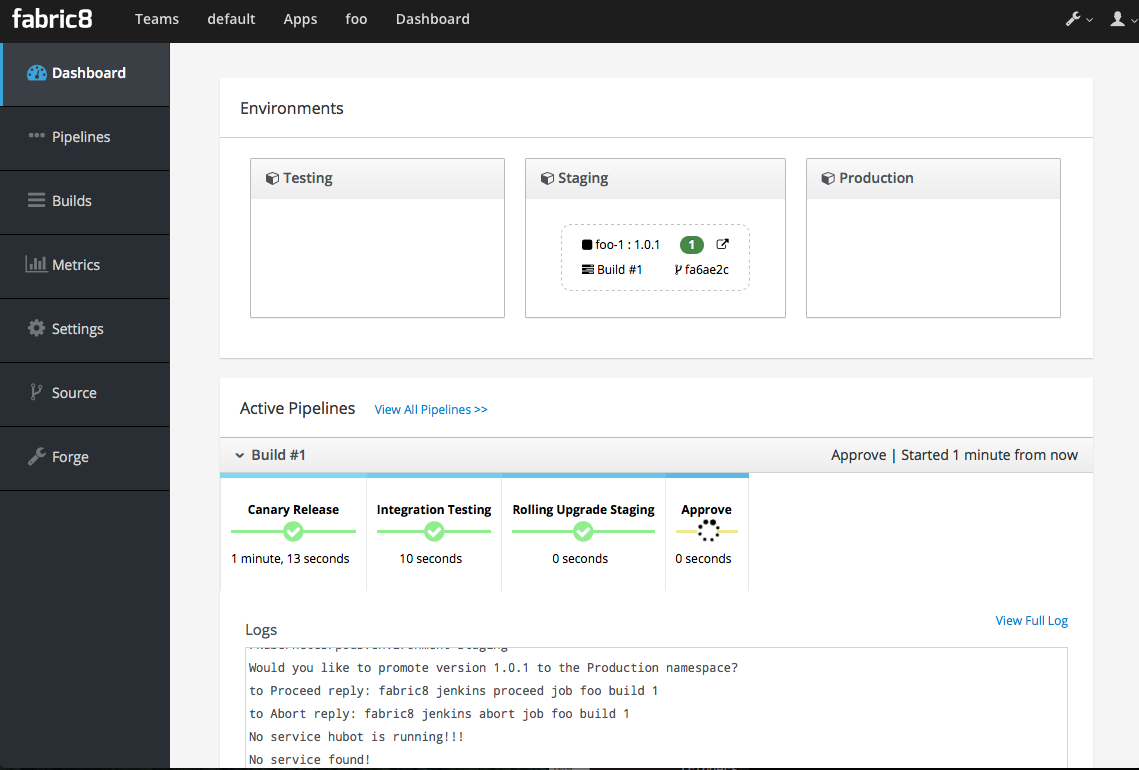 fabric8 Teams default Apps foo Dashboard
Dashboard
Pipelines
Builds
Metrics
Settings
Source
Forge
Environments
Testing
Staging
Production
foo-1 : 1.0.1 1
Build #1 fa6ae2c
Active Pipelines View All Pipelines >>
Build #1 Approve | Started 1 minute from now
Canary Release Integration Testing Rolling Upgrade Staging Approve
1 minute, 13 seconds 10 seconds 0 seconds 0 seconds
View Full Log
Logs
Would you like to promote version 1.0.1 to the Production namespace?
to Proceed reply: fabric8 jenkins proceed job foo build 1
to Abort reply: fabric8 jenkins abort job foo build 1
No service hubot is running!!!
No service found!